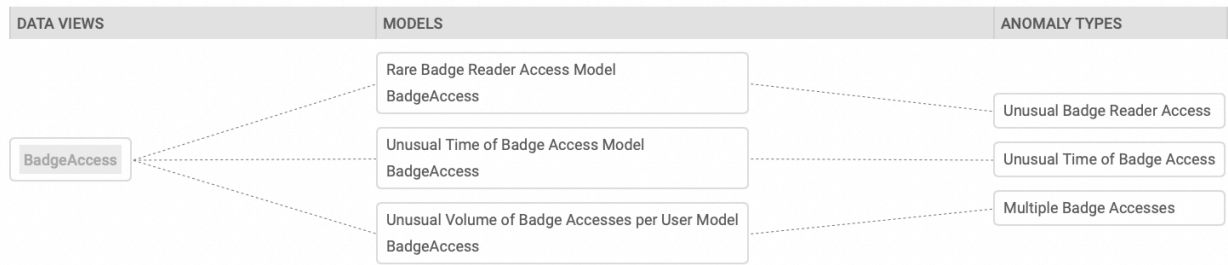 DATA VIEWS
MODELS
ANOMALY TYPES
BadgeAccess
Rare Badge Reader Access Model
BadgeAccess
Unusual Time of Badge Access Model
BadgeAccess
Unusual Volume of Badge Accesses per User Model
BadgeAccess
Unusual Badge Reader Access
Unusual Time of Badge Access
Multiple Badge Accesses